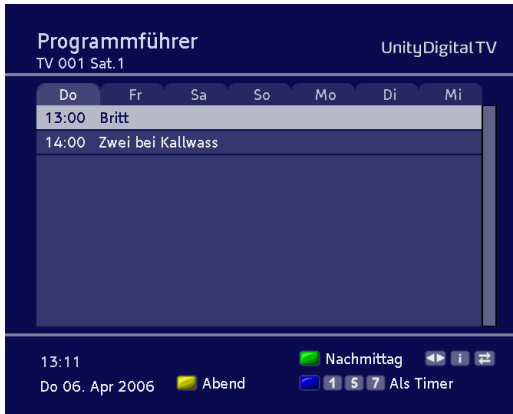 Programmführer
UnityDigitalTV
TV 001 Sat.1
Do Fr Sa So Mo Di Mi
13:00 Britt
14:00 Zwei bei Kallwass
13:11 Nachmittag i
Do 06. Apr 2006 Abend 1 5 7 Als Timer